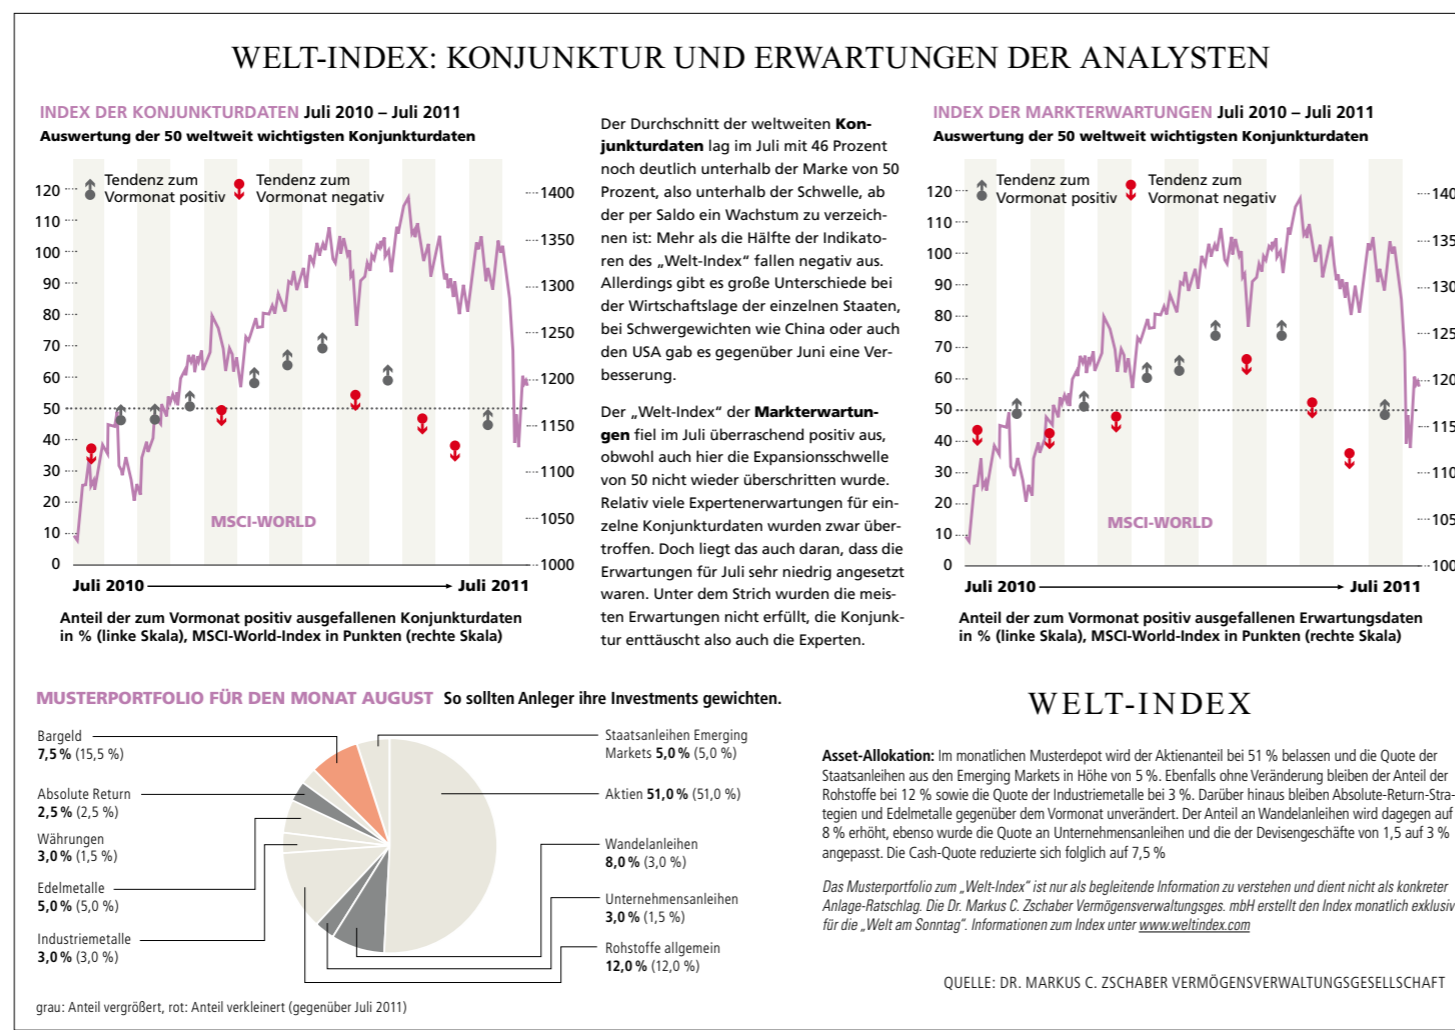 WELT-INDEX: KONJUNKTUR UND ERWARTUNGEN DER ANALYSTEN
INDEX DER KONJUNKTURDATEN Juli 2010 – Juli 2011
Auswertung der 50 weltweit wichtigsten Konjunkturdaten
Tendenz zum
Vormonat positiv
Tendenz zum
Vormonat negativ
120
110
100
90
80
70
60
50
40
30
20
10
0
1400
1350
1300
1250
1200
1150
1100
1050
1000
MSCI-WORLD
Juli 2010
Juli 2011
Anteil der zum Vormonat positiv ausgefallenen Konjunkturdaten
in % (linke Skala), MSCI-World-Index in Punkten (rechte Skala)
Der Durchschnitt der weltweiten Kon-
junkturdaten lag im Juli mit 46 Prozent
noch deutlich unterhalb der Marke von 50
Prozent, also unterhalb der Schwelle, ab
der per Saldo ein Wachstum zu verzeich-
nen ist: Mehr als die Hälfte der Indikato-
ren des „Welt-Index“ fallen negativ aus.
Allerdings gibt es große Unterschiede bei
der Wirtschaftslage der einzelnen Staaten,
bei Schwergewichten wie China oder auch
den USA gab es gegenüber Juni eine Ver-
besserung.
Der „Welt-Index“ der Markterwartun-
gen fiel im Juli überraschend positiv aus,
obwohl auch hier die Expansionsschwelle
von 50 nicht wieder überschritten wurde.
Relativ viele Expertenerwartungen für ein-
zelne Konjunkturdaten wurden zwar über-
troffen. Doch liegt das auch daran, dass die
Erwartungen für Juli sehr niedrig angesetzt
waren. Unter dem Strich wurden die meis-
ten Erwartungen nicht erfüllt, die Konjunk-
tur enttäuscht also auch die Experten.
INDEX DER MARKTERWARTUNGEN Juli 2010 – Juli 2011
Auswertung der 50 weltweit wichtigsten Konjunkturdaten
Tendenz zum
Vormonat positiv
Tendenz zum
Vormonat negativ
120
110
100
90
80
70
60
50
40
30
20
10
0
140
135
130
125
120
115
110
105
100
MSCI-WORLD
Juli 2010
Juli 2011
Anteil der zum Vormonat positiv ausgefallenen Erwartungsdaten
in % (linke Skala), MSCI-World-Index in Punkten (rechte Skala)
MUSTERPORTFOLIO FÜR DEN MONAT AUGUST So sollten Anleger ihre Investments gewichten.
Bargeld
7,5 % (15,5 %)
Absolute Return
2,5 % (2,5 %)
Währungen
3,0 % (1,5 %)
Edelmetalle
5,0 % (5,0 %)
Industriemetalle
3,0 % (3,0 %)
Staatsanleihen Emerging
Markets 5,0 % (5,0 %)
Aktien 51,0 % (51,0 %)
Wandelanleihen
8,0 % (3,0 %)
Unternehmensanleihen
3,0 % (1,5 %)
Rohstoffe allgemein
12,0 % (12,0 %)
grau: Anteil vergrößert, rot: Anteil verkleinert (gegenüber Juli 2011)
WELT-INDEX
Asset-Allokation: Im monatlichen Musterdepot wird der Aktienanteil bei 51 % belassen und die Quote der
Staatsanleihen aus den Emerging Markets in Höhe von 5 %. Ebenfalls ohne Veränderung bleiben der Anteil der
Rohstoffe bei 12 % sowie die Quote der Industriemetalle bei 3 %. Darüber hinaus bleiben Absolute-Return-Stra-
tegien und Edelmetalle gegenüber dem Vormonat unverändert. Der Anteil an Wandelanleihen wird dagegen auf
8 % erhöht, ebenso wurde die Quote an Unternehmensanleihen und die der Devisengeschäfte von 1,5 auf 3 %
angepasst. Die Cash-Quote reduzierte sich folglich auf 7,5 %
Das Musterportfolio zum „Welt-Index“ ist nur als begleitende Information zu verstehen und dient nicht als konkreter
Anlage-Ratschlag. Die Dr. Markus C. Zschaber Vermögensverwaltungsges. mbH erstellt den Index monatlich exklusiv
für die „Welt am Sonntag“. Informationen zum Index unter www.weltindex.com
QUELLE: DR. MARKUS C. ZSCHABER VERMÖGENSVERWALTUNGSGESELLSCHAFT